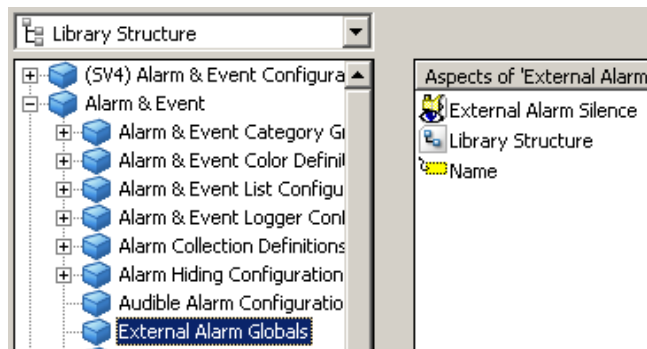 Library Structure
(SV4) Alarm & Event Configura
Alarm & Event
Alarm & Event Category Gr
Alarm & Event Color Defini
Alarm & Event List Configu
Alarm & Event Logger Con
Alarm Collection Definitions
Alarm Hiding Configuration
Audible Alarm Configuratio
External Alarm Globals
Aspects of 'External Alarm
External Alarm Silence
Library Structure
Name